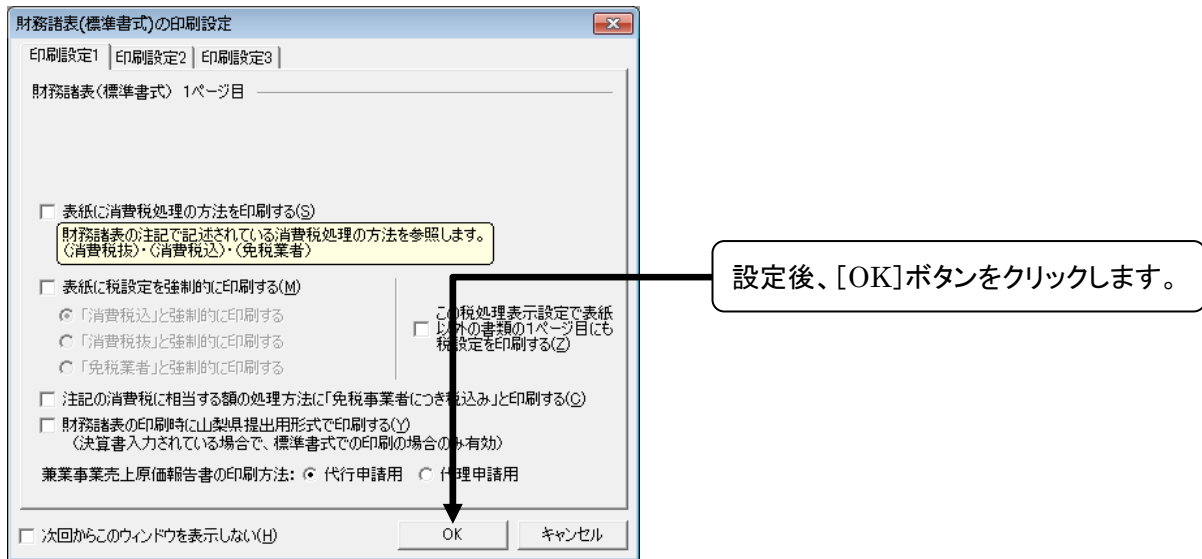 財務諸表(標準書式)の印刷設定
印刷設定1 印刷設定2 印刷設定3
財務諸表(標準書式) 1ページ目
表紙に消費税処理の方法を印刷する(S)
財務諸表の注記で記述されている消費税処理の方法を参照します。
(消費税抜)・(消費税込)・(免税業者)
表紙に税設定を強制的に印刷する(M)
「消費税込」と強制的に印刷する
「消費税抜」と強制的に印刷する
「免税業者」と強制的に印刷する
この税処理表示設定で表紙
以外の書類の1ページ目にも
税設定を印刷する(Z)
注記の消費税に相当する額の処理方法に「免税事業者につき税込み」と印刷する(C)
財務諸表の印刷時に山梨県提出用形式で印刷する(Y)
(決算書入力されている場合で、標準書式での印刷の場合のみ有効)
兼業事業売上原価報告書の印刷方法: 代行申請用 代理申請用
次回からこのウィンドウを表示しない(H)
OK
キャンセル
設定後、[OK]ボタンをクリックします。